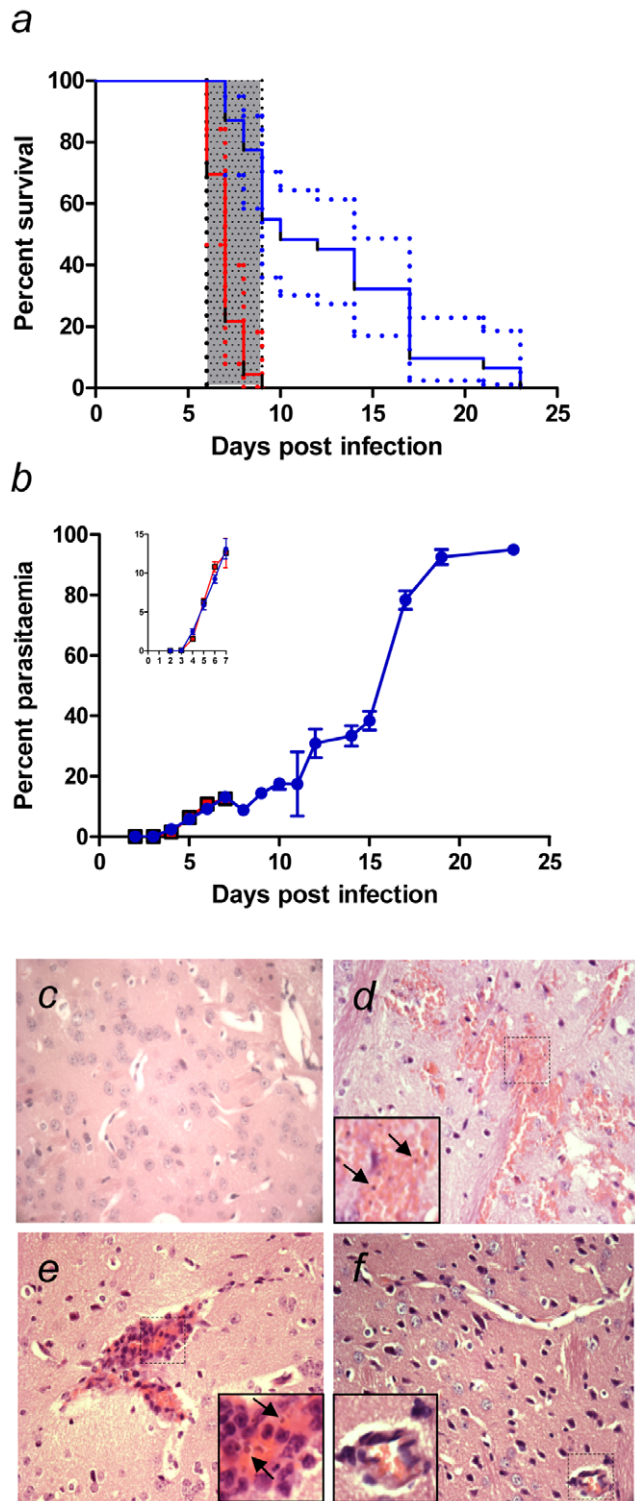 a
100
80
60
40
20
0
Percent survival
0 5 10 15 20 25
Days post infection
b
100
80
60
40
20
0
Percent parasitaemia
15
10
5
0
0 1 2 3 4 5 6 7
0 5 10 15 20 25
Days post infection
c
d
e
f